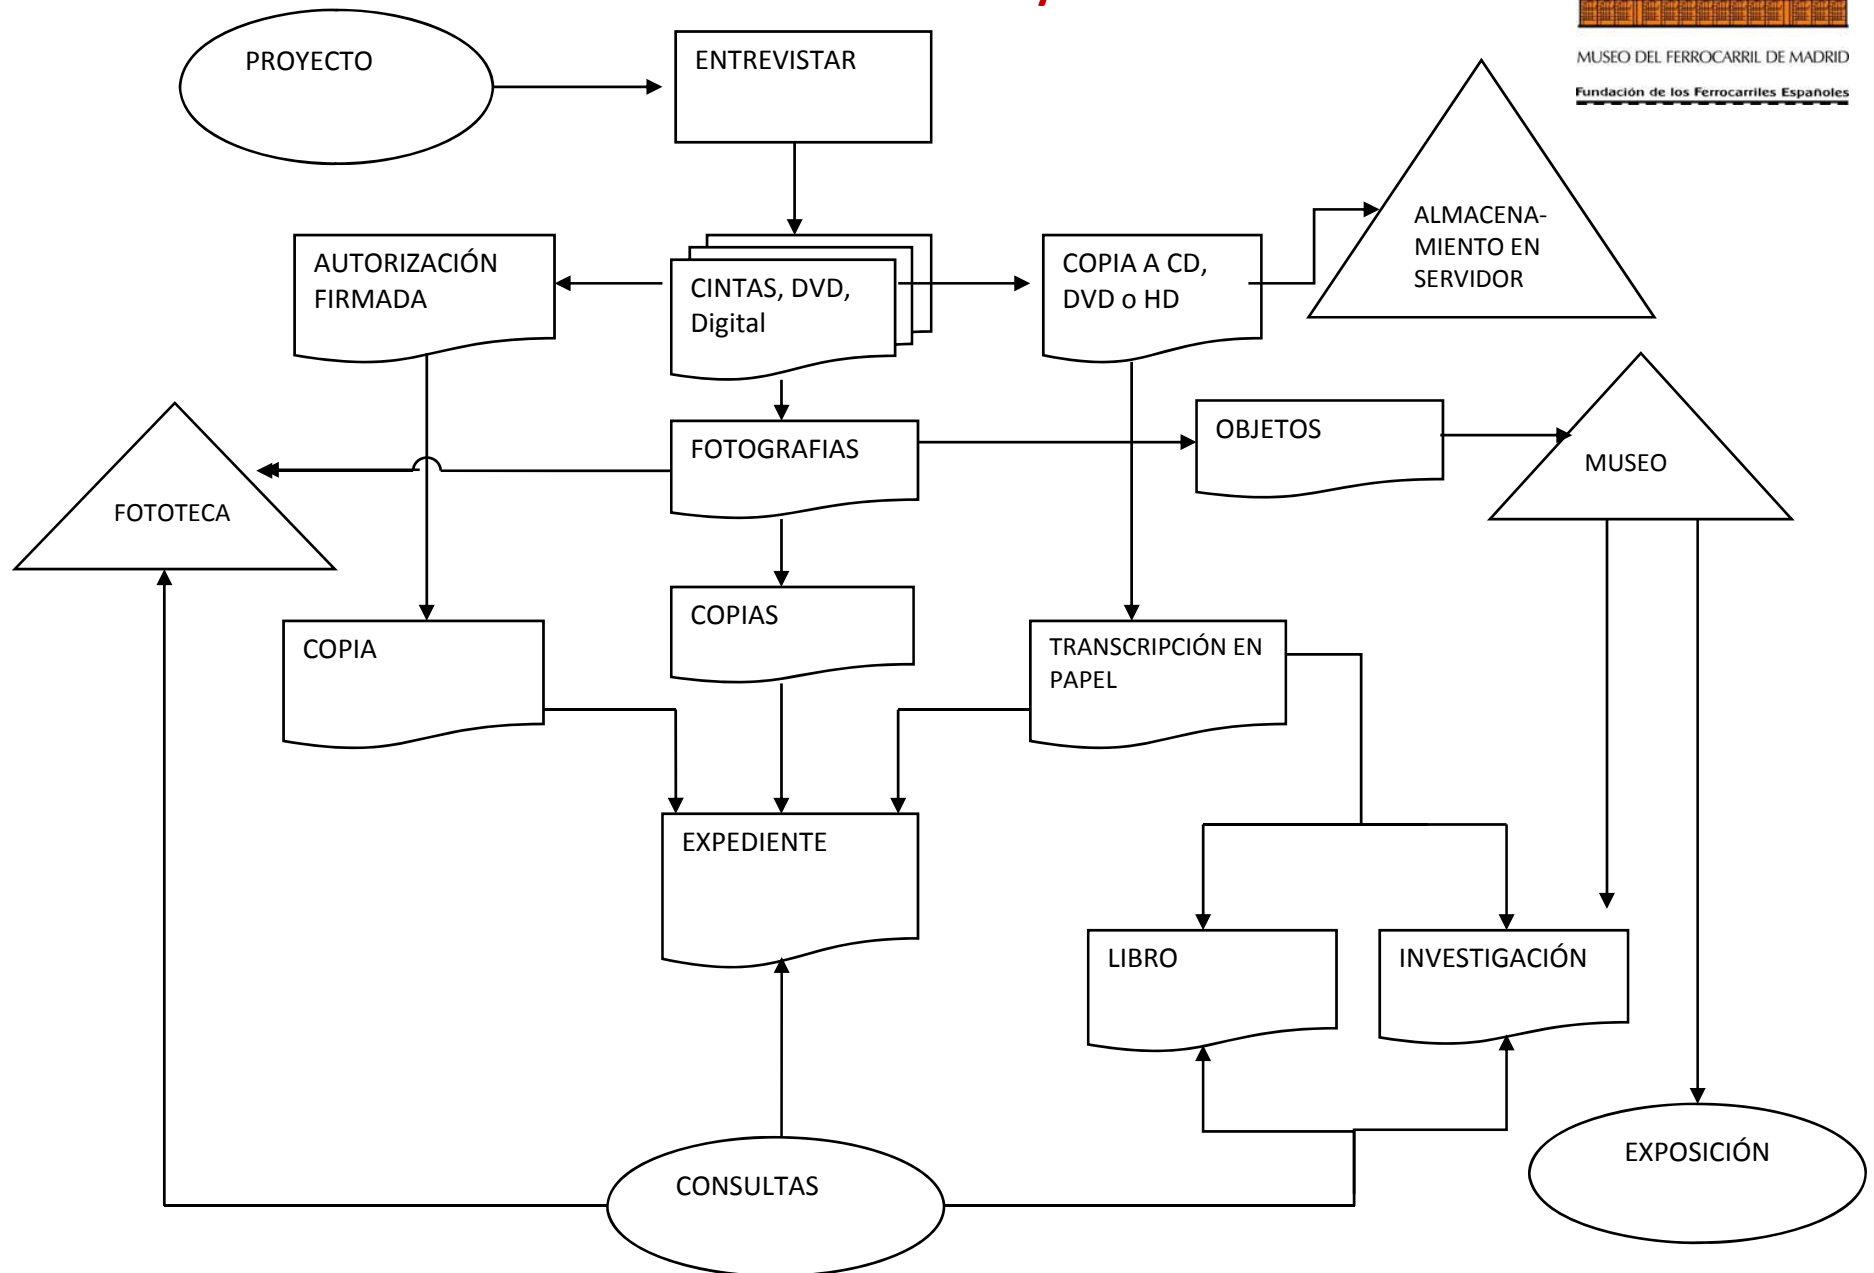 PROYECTO
ENTREVISTAR
MUSEO DEL FERROCARRIL DE MADRID
Fundación de los Ferrocarriles Españoles
ALMACENA-
MIENTO EN
SERVIDOR
AUTORIZACIÓN
FIRMADA
CINTAS, DVD,
Digital
COPIA A CD,
DVD o HD
FOTOGRAFIAS
OBJETOS
MUSEO
FOTOTECA
COPIA
COPIAS
TRANSCRIPCIÓN EN
PAPEL
EXPEDIENTE
LIBRO
INVESTIGACIÓN
CONSULTAS
EXPOSICIÓN